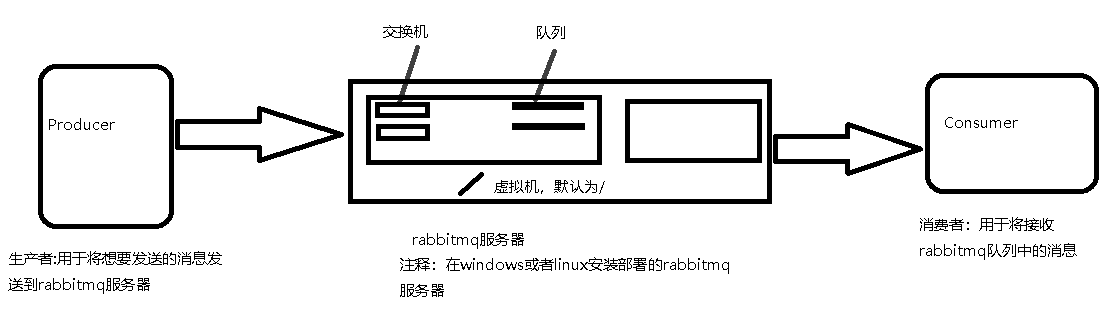 交换机
队列
Producer
Consumer
虚拟机，默认为/
生产者:用于将想要发送的消息发
送到rabbitmq服务器
rabbitmq服务器
注释：在windows或者linux安装部署的rabbitmq
服务器
消费者：用于将接收
rabbitmq队列中的消息